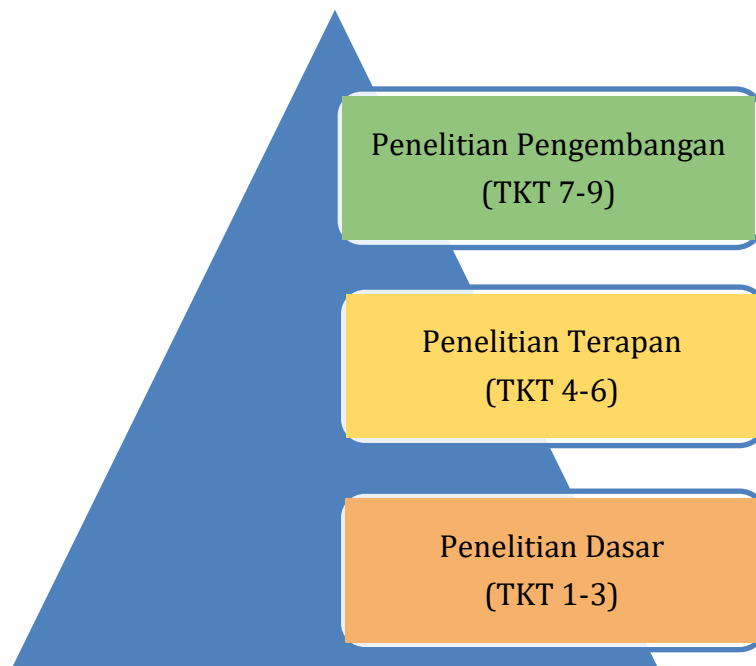 Penelitian Pengembangan
(TKT 7-9)
Penelitian Terapan
(TKT 4-6)
Penelitian Dasar
(TKT 1-3)